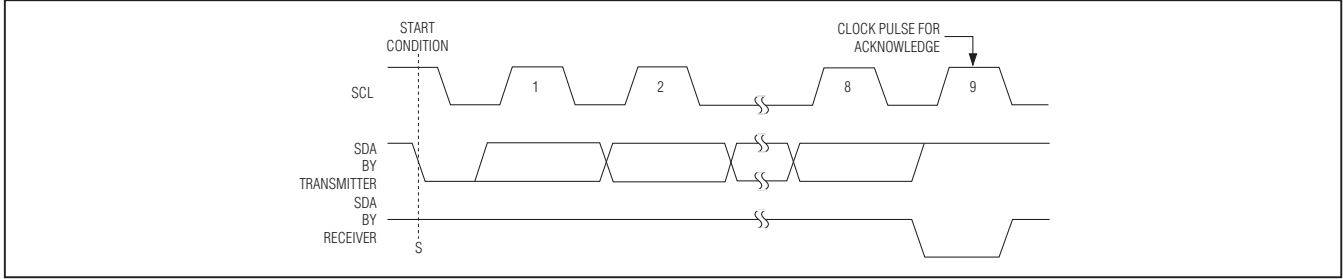 START
CONDITION
CLOCK PULSE FOR
ACKNOWLEDGE
SCL
1
2
8
9
SDA
BY
TRANSMITTER
SDA
BY
RECEIVER
S